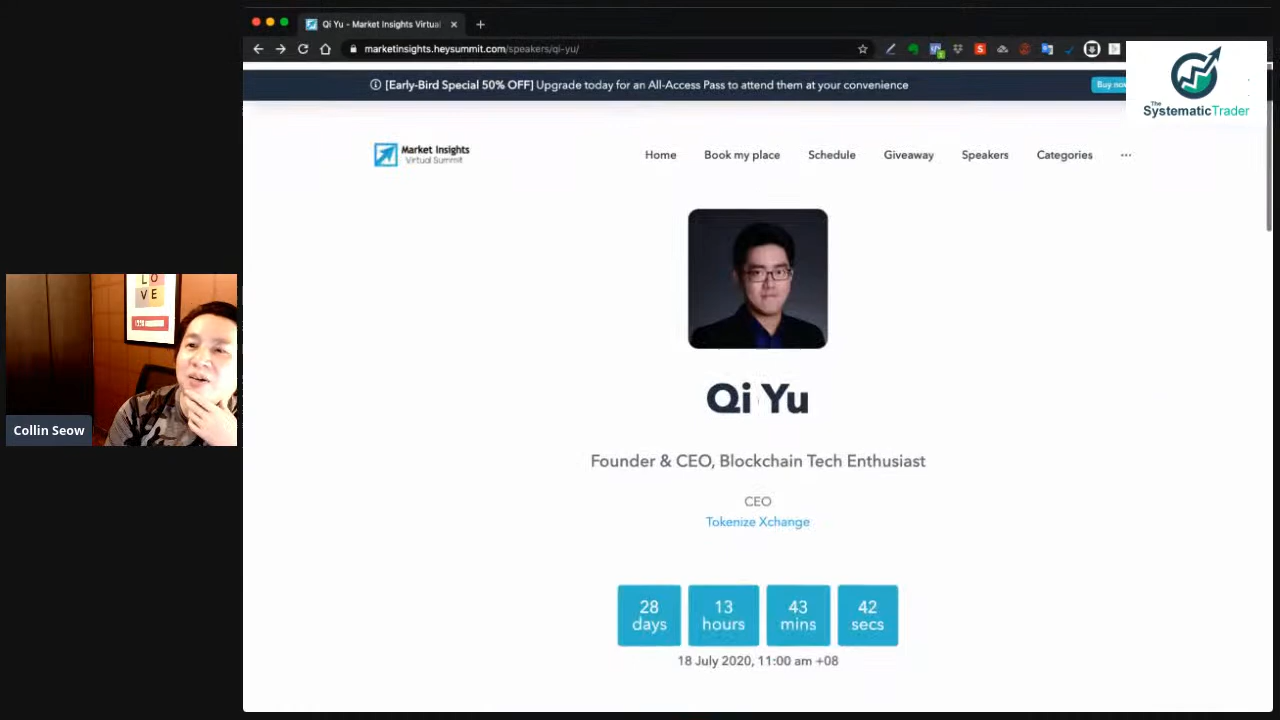 Qi Yu - Market Insights Virtual
marketinsights.heysummit.com/speakers/qi-yu/
[Early-Bird Special 50% OFF] Upgrade today for an All-Access Pass to attend them at your convenience
Buy now
The
SystematicTrader
Market Insights
Virtual Summit
Home
Book my place
Schedule
Giveaway
Speakers
Categories
...
LO
VE
Collin Seow
Qi Yu
Founder & CEO, Blockchain Tech Enthusiast
CEO
Tokenize Xchange
28
days
13
hours
43
mins
42
secs
18 July 2020, 11:00 am +08